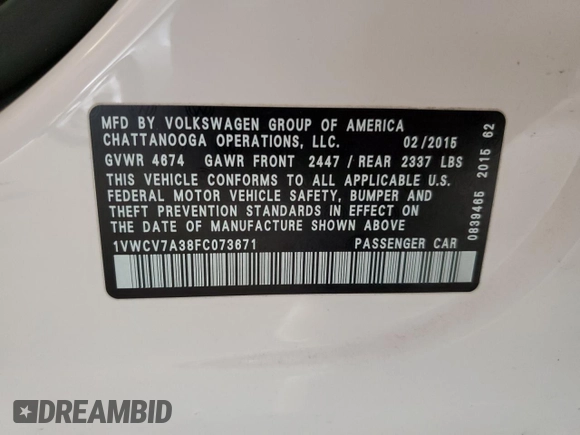 MFD BY VOLKSWAGEN GROUP OF AMERICA
CHATTANOOGA OPERATIONS, LLC. 02/2015
GVWR 4674 GAWR FRONT 2447/REAR 2337 LBS
THIS VEHICLE CONFORMS TO ALL APPLICABLE U.S.
FEDERAL MOTOR VEHICLE SAFETY, BUMPER AND
THEFT PREVENTION STANDARDS IN EFFECT ON
THE DATE OF MANUFACTURE SHOWN ABOVE
1VWCV7A38FC073671 PASSENGER CAR
0839465 2015 62
DREAMBID